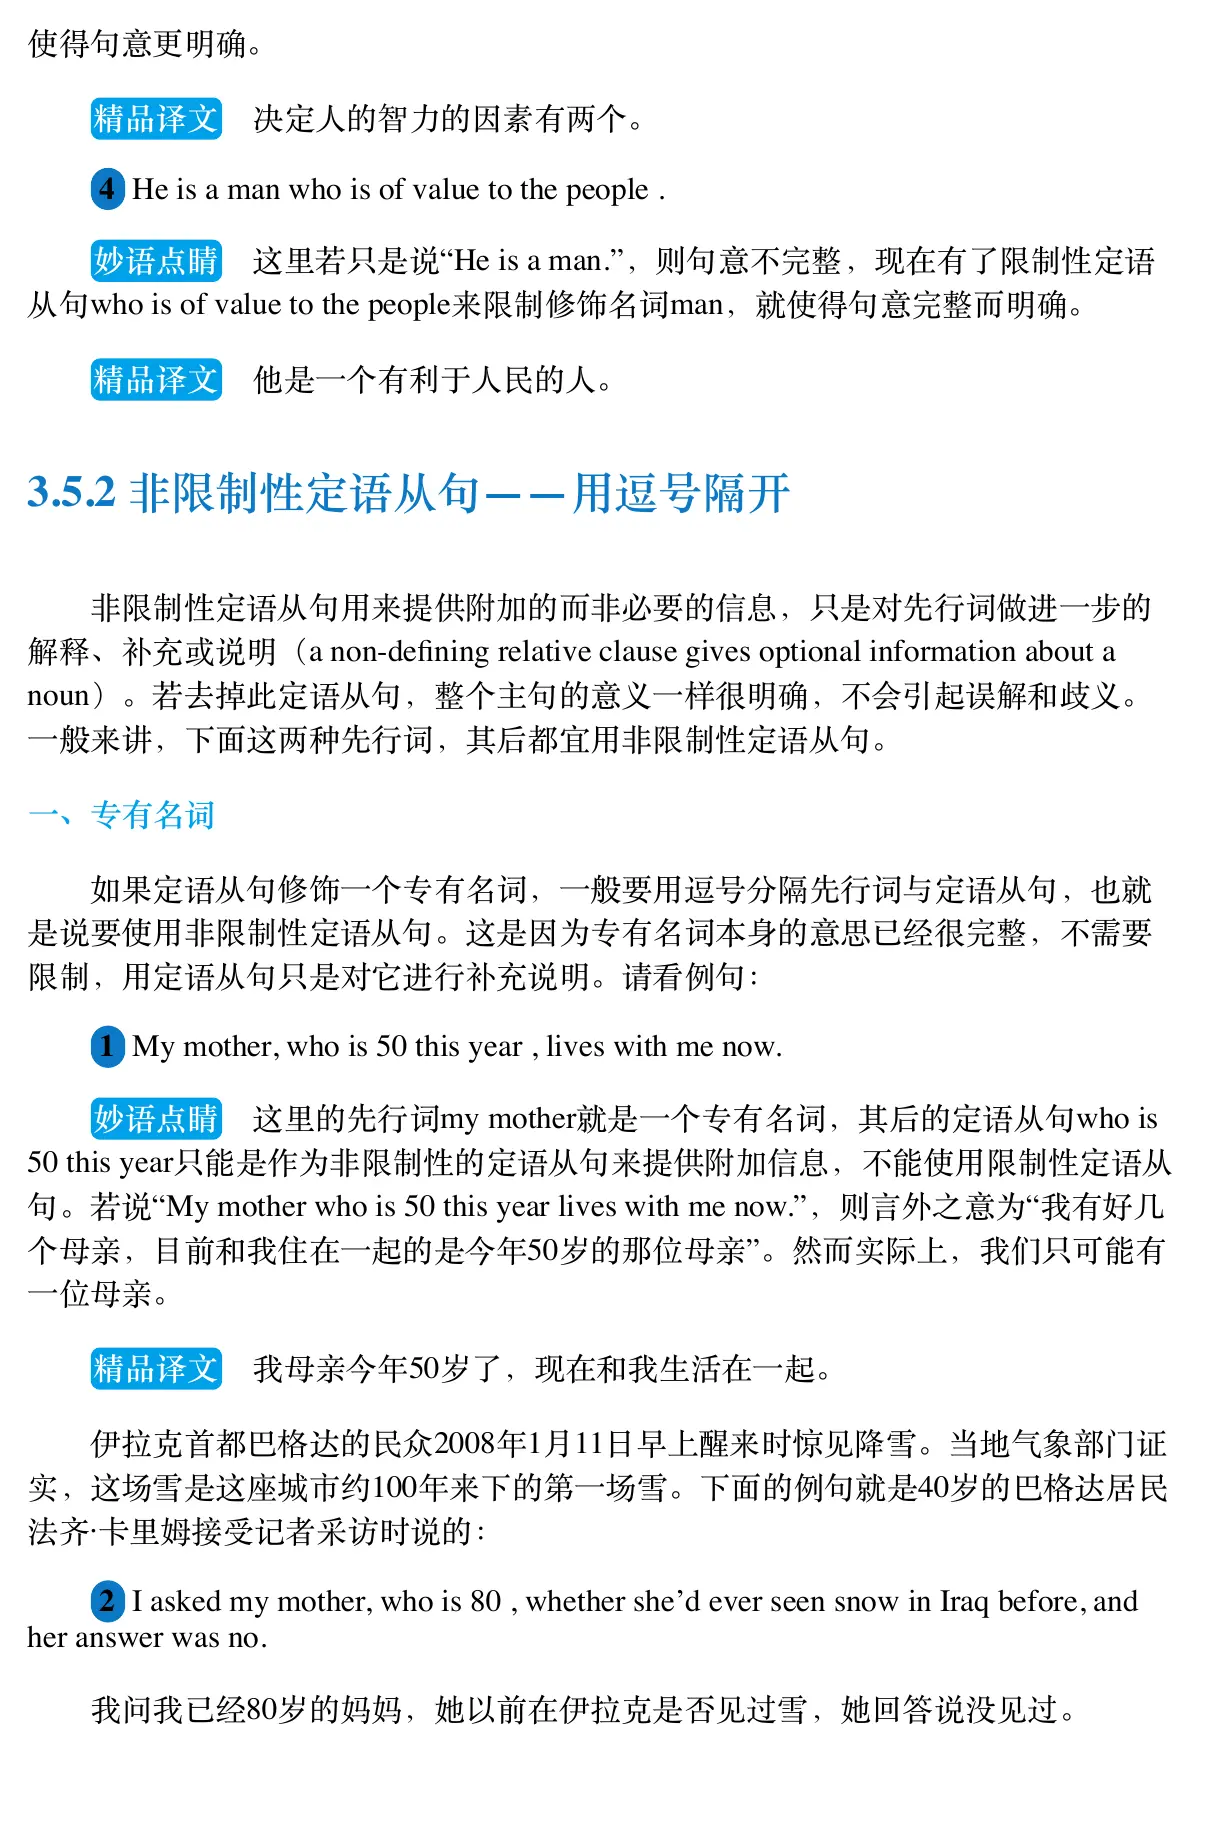 使得句意更明确。
精品译文 决定人的智力的因素有两个。
4 He is a man who is of value to the people .
妙语点睛 这里若只是说“He is a man.”，则句意不完整，现在有了限制性定语
从句who is of value to the people来限制修饰名词man，就使得句意完整而明确。
精品译文 他是一个有利于人民的人。
3.5.2 非限制性定语从句——用逗号隔开
非限制性定语从句用来提供附加的而非必要的信息，只是对先行词做进一步的
解释、补充或说明（a non-defining relative clause gives optional information about a
noun）。若去掉此定语从句，整个主句的意义一样很明确，不会引起误解和歧义。
一般来讲，下面这两种先行词，其后都宜用非限制性定语从句。
一、专有名词
如果定语从句修饰一个专有名词，一般要用逗号分隔先行词与定语从句，也就
是说要使用非限制性定语从句。这是因为专有名词本身的意思已经很完整，不需要
限制，用定语从句只是对它进行补充说明。请看例句：
1 My mother, who is 50 this year , lives with me now.
妙语点睛 这里的先行词my mother就是一个专有名词，其后的定语从句who is
50 this year只能是作为非限制性的定语从句来提供附加信息，不能使用限制性定语从
句。若说“My mother who is 50 this year lives with me now.”，则言外之意为“我有好几
个母亲，目前和我住在一起的是今年50岁的那位母亲”。然而实际上，我们只可能有
一位母亲。
精品译文 我母亲今年50岁了，现在和我生活在一起。
伊拉克首都巴格达的民众2008年1月11日早上醒来时惊见降雪。当地气象部门证
实，这场雪是这座城市约100年来下的第一场雪。下面的例句就是40岁的巴格达居民
法齐·卡里姆接受记者采访时说的：
2 I asked my mother, who is 80 , whether she’d ever seen snow in Iraq before, and
her answer was no.
我问我已经80岁的妈妈，她以前在伊拉克是否见过雪，她回答说没见过。